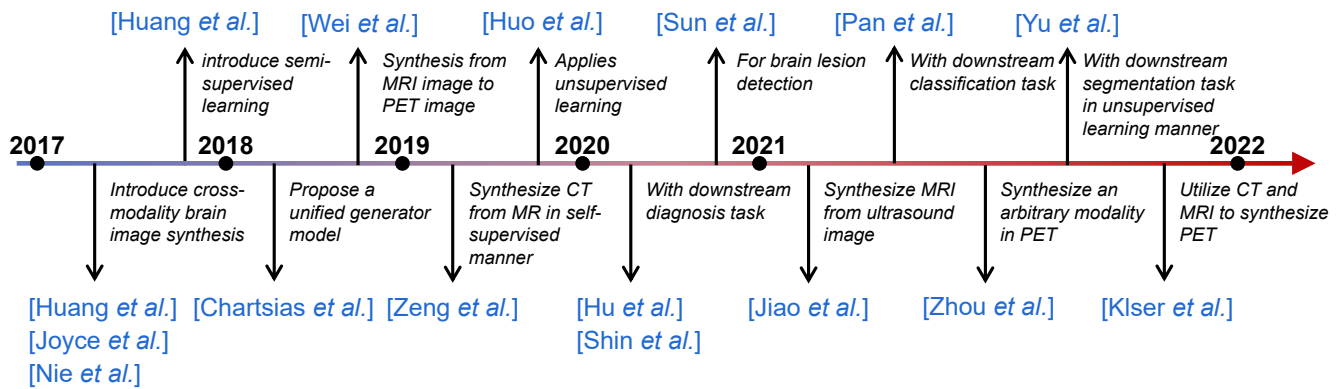 [Huang et al.]
[Wei et al.]
[Huo et al.]
[Sun et al.]
[Pan et al.]
[Yu et al.]
introduce semi-
supervised
learning
Synthesis from
MRI image to
PET image
Applies
unsupervised
learning
For brain lesion
detection
With downstream
classification task
With downstream
segmentation task
in unsupervised
learning manner
2017
2018
2019
2020
2021
2022
Introduce cross-
modality brain
image synthesis
Propose a
unified generator
model
Synthesize CT
from MR in self-
supervised
manner
With downstream
diagnosis task
Synthesize MRI
from ultrasound
image
Synthesize an
arbitrary modality
in PET
Utilize CT and
MRI to synthesize
PET
[Huang et al.]
[Joyce et al.]
[Nie et al.]
[Chartsias et al.]
[Zeng et al.]
[Hu et al.]
[Shin et al.]
[Jiao et al.]
[Zhou et al.]
[Klser et al.]